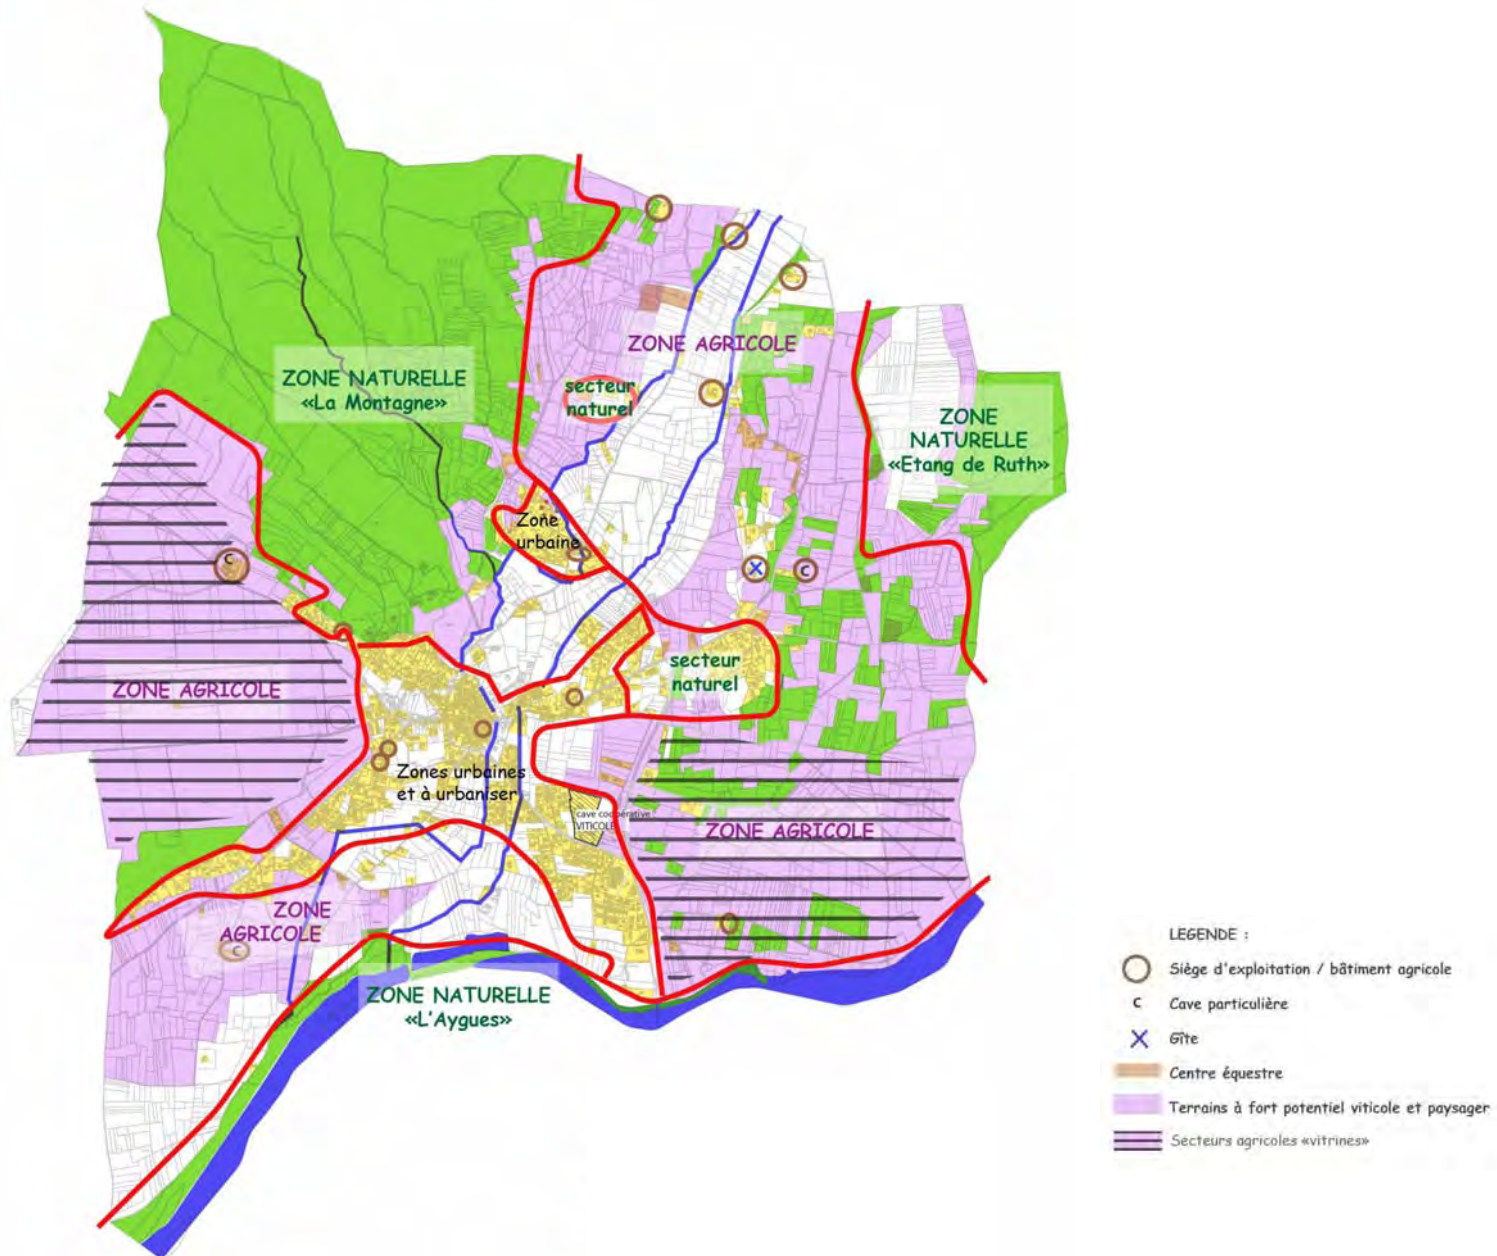 ZONE AGRICOLE
ZONE NATURELLE
«La Montagne»
secteur
naturel
ZONE
NATURELLE
«Etang de Ruth»
Zone
urbaine
C
X
C
secteur
naturel
ZONE AGRICOLE
Zones urbaines
et à urbaniser
cave coopérative
VITICOLE
ZONE AGRICOLE
ZONE
AGRICOLE
C
ZONE NATURELLE
«L'Aygues»
LEGENDE :
Siège d'exploitation / bâtiment agricole
C Cave particulière
X Gîte
Centre équestre
Terrains à fort potentiel viticole et paysager
Secteurs agricoles «vitrines»